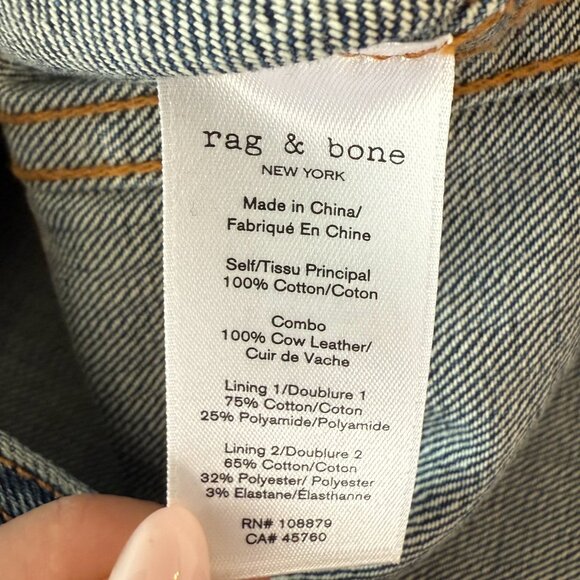 rag & bone
NEW YORK
Made in China/
Fabriqué En Chine
Self/Tissu Principal
100% Cotton/Coton
Combo
100% Cow Leather/
Cuir de Vache
Lining 1/Doublure 1
75% Cotton/Coton
25% Polyamide/Polyamide
Lining 2/Doublure 2
65% Cotton/Coton
32% Polyester/ Polyester
3% Elastane/Élasthanne
RN# 108879
CA# 45760